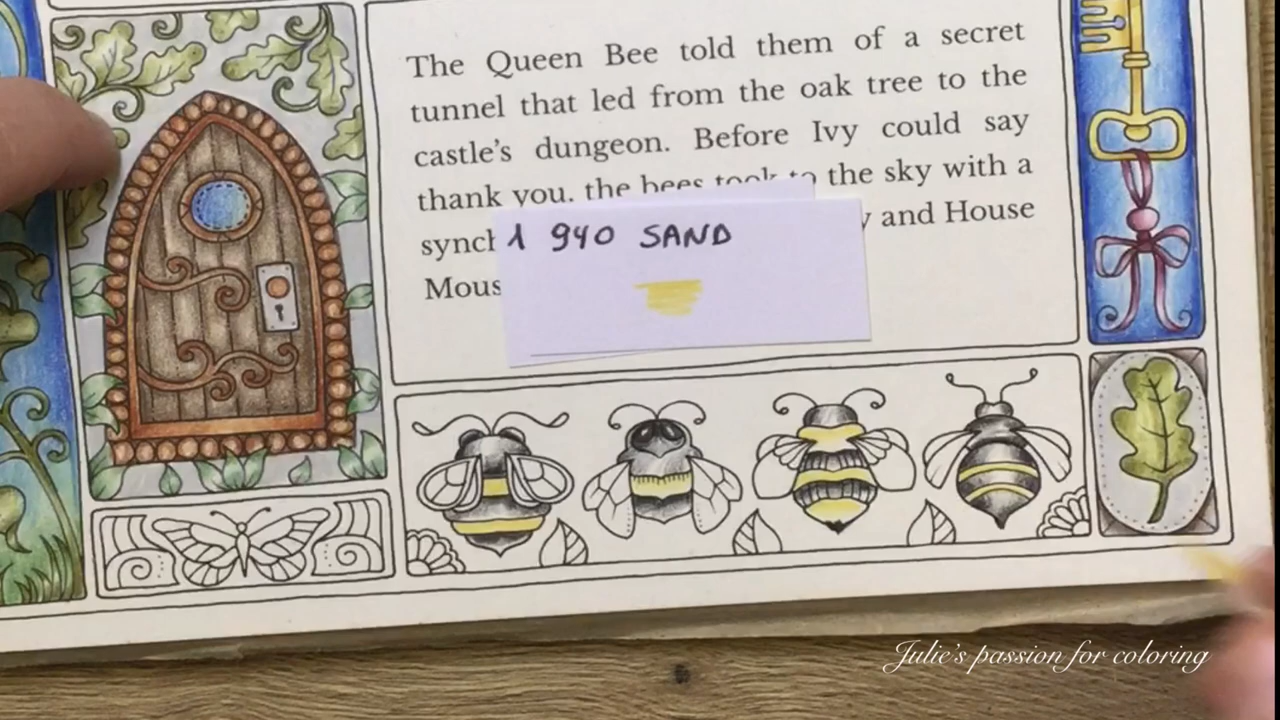 The Queen Bee told them of a secret
tunnel that led from the oak tree to the
castle's dungeon. Before Ivy could say
thank you, the bees took to the sky with a
synch y and House
Mous
1 940 SAND
Julie's passion for coloring